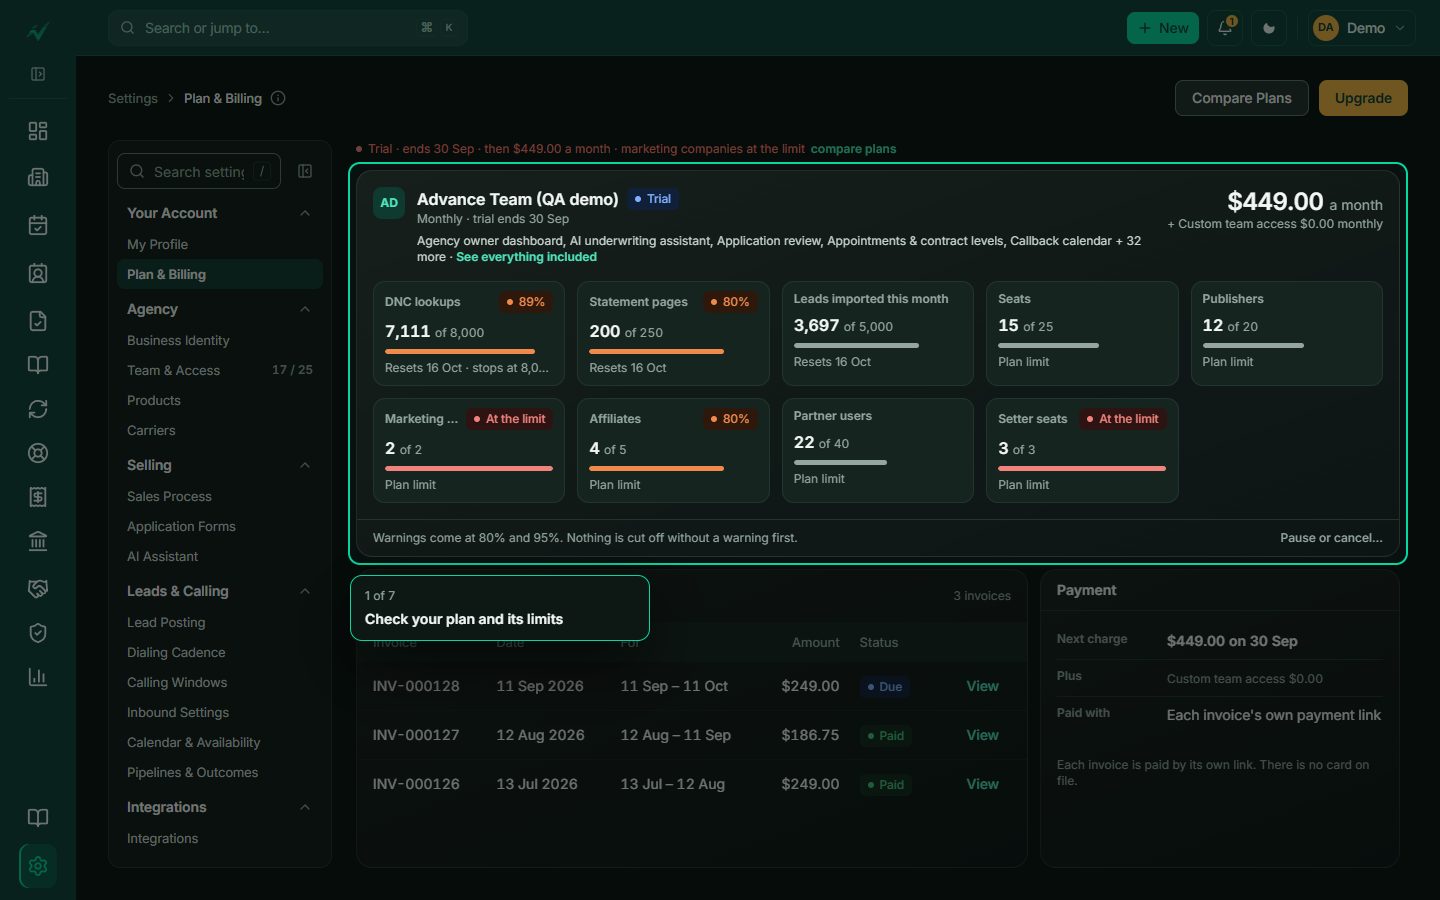 Search or jump to...
⌘ K
+ New
1
DA
Demo
Settings > Plan & Billing
Compare Plans
Upgrade
Search setting
/
Your Account
My Profile
Plan & Billing
Agency
Business Identity
Team & Access 17 / 25
Products
Carriers
Selling
Sales Process
Application Forms
AI Assistant
Leads & Calling
Lead Posting
Dialing Cadence
Calling Windows
Inbound Settings
Calendar & Availability
Pipelines & Outcomes
Integrations
Integrations
Trial · ends 30 Sep · then $449.00 a month · marketing companies at the limit compare plans
AD
Advance Team (QA demo)
Trial
$449.00 a month
Monthly · trial ends 30 Sep
+ Custom team access $0.00 monthly
Agency owner dashboard, AI underwriting assistant, Application review, Appointments & contract levels, Callback calendar + 32
more · See everything included
DNC lookups
89%
7,111 of 8,000
Resets 16 Oct · stops at 8,0...
Statement pages
80%
200 of 250
Resets 16 Oct
Leads imported this month
3,697 of 5,000
Resets 16 Oct
Seats
15 of 25
Plan limit
Publishers
12 of 20
Plan limit
Marketing ...
At the limit
2 of 2
Plan limit
Affiliates
80%
4 of 5
Plan limit
Partner users
22 of 40
Plan limit
Setter seats
At the limit
3 of 3
Plan limit
Warnings come at 80% and 95%. Nothing is cut off without a warning first.
Pause or cancel...
1 of 7
Check your plan and its limits
3 invoices
Invoice Date For Amount Status
INV-000128 11 Sep 2026 11 Sep – 11 Oct $249.00 Due View
INV-000127 12 Aug 2026 12 Aug – 11 Sep $186.75 Paid View
INV-000126 13 Jul 2026 13 Jul – 12 Aug $249.00 Paid View
Payment
Next charge $449.00 on 30 Sep
Plus Custom team access $0.00
Paid with Each invoice's own payment link
Each invoice is paid by its own link. There is no card on
file.